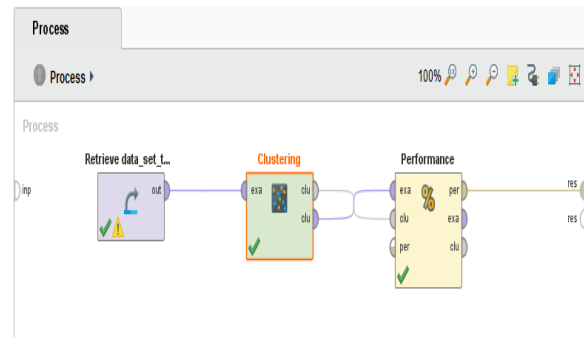 Process
Process
100%
Process
Retrieve data_set_t...
Clustering
Performance
inp
out
exa
clu
clu
exa
clu
per
%
per
exa
clu
res
res